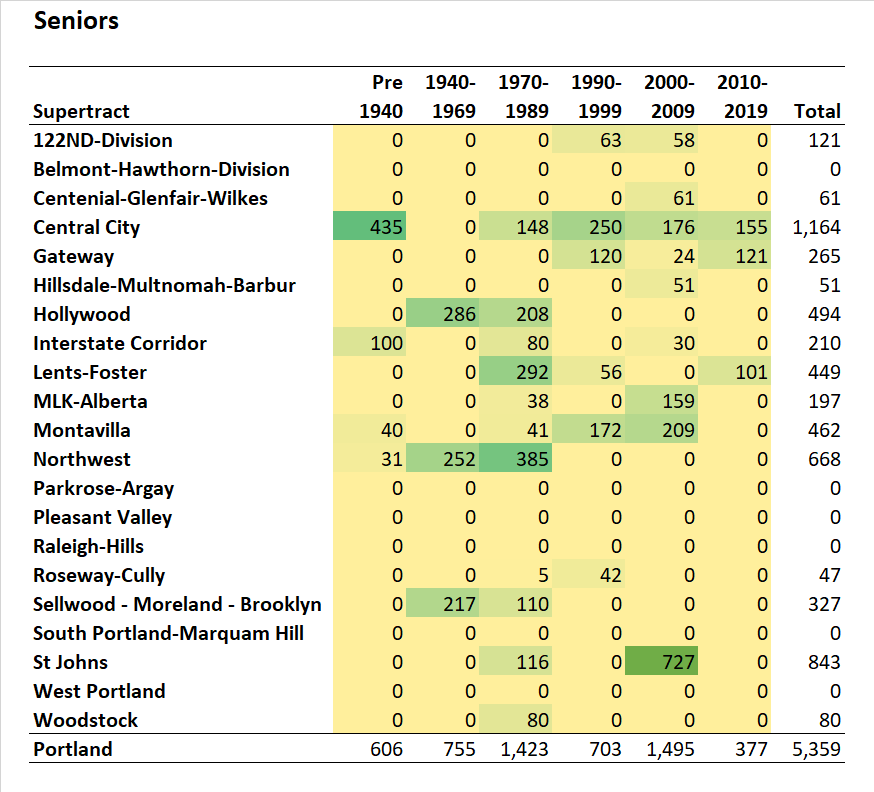 Seniors
Pre 1940- 1970- 1990- 2000- 2010-
Supertract 1940 1969 1989 1999 2009 2019 Total
122ND-Division 0 0 0 63 58 0 121
Belmont-Hawthorn-Division 0 0 0 0 0 0 0
Centenial-Glenfair-Wilkes 0 0 0 0 61 0 61
Central City 435 0 148 250 176 155 1,164
Gateway 0 0 0 120 24 121 265
Hillsdale-Multnomah-Barbur 0 0 0 0 51 0 51
Hollywood 0 286 208 0 0 0 494
Interstate Corridor 100 0 80 0 30 0 210
Lents-Foster 0 0 292 56 0 101 449
MLK-Alberta 0 0 38 0 159 0 197
Montavilla 40 0 41 172 209 0 462
Northwest 31 252 385 0 0 0 668
Parkrose-Argay 0 0 0 0 0 0 0
Pleasant Valley 0 0 0 0 0 0 0
Raleigh-Hills 0 0 0 0 0 0 0
Roseway-Cully 0 0 5 42 0 0 47
Sellwood - Moreland - Brooklyn 0 217 110 0 0 0 327
South Portland-Marquam Hill 0 0 0 0 0 0 0
St Johns 0 0 116 0 727 0 843
West Portland 0 0 0 0 0 0 0
Woodstock 0 0 80 0 0 0 80
Portland 606 755 1,423 703 1,495 377 5,359